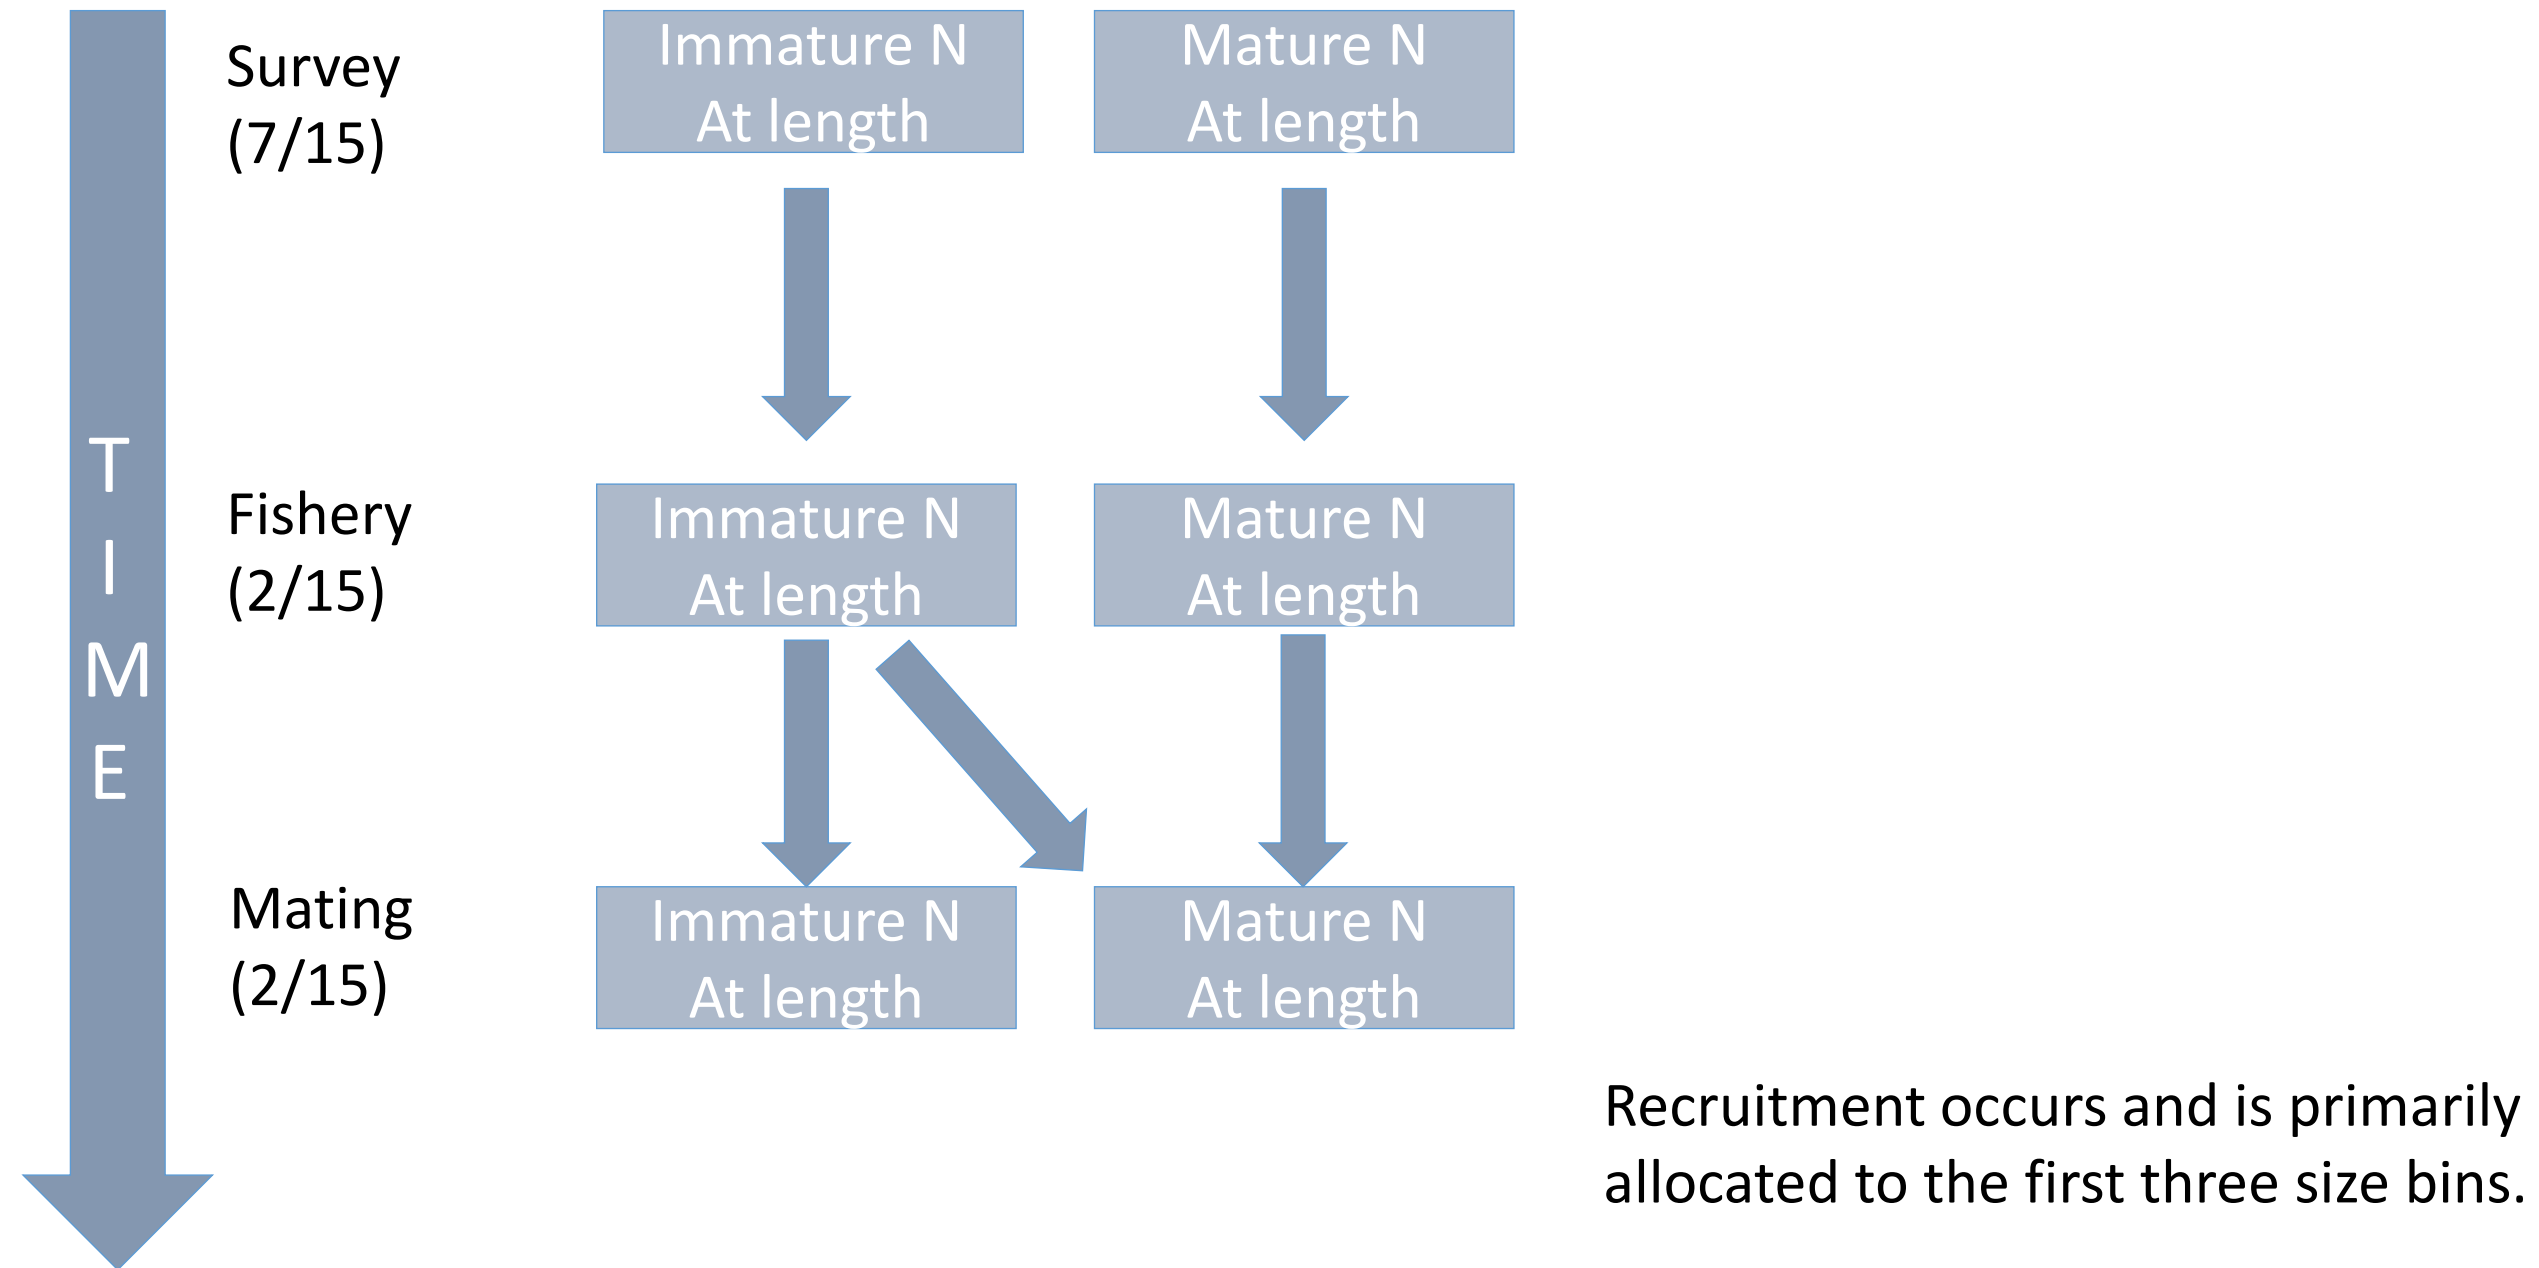 Survey
(7/15)
Immature N
At length
Mature N
At length
T
I
M
E
Fishery
(2/15)
Immature N
At length
Mature N
At length
Mating
(2/15)
Immature N
At length
Mature N
At length
Recruitment occurs and is primarily
allocated to the first three size bins.